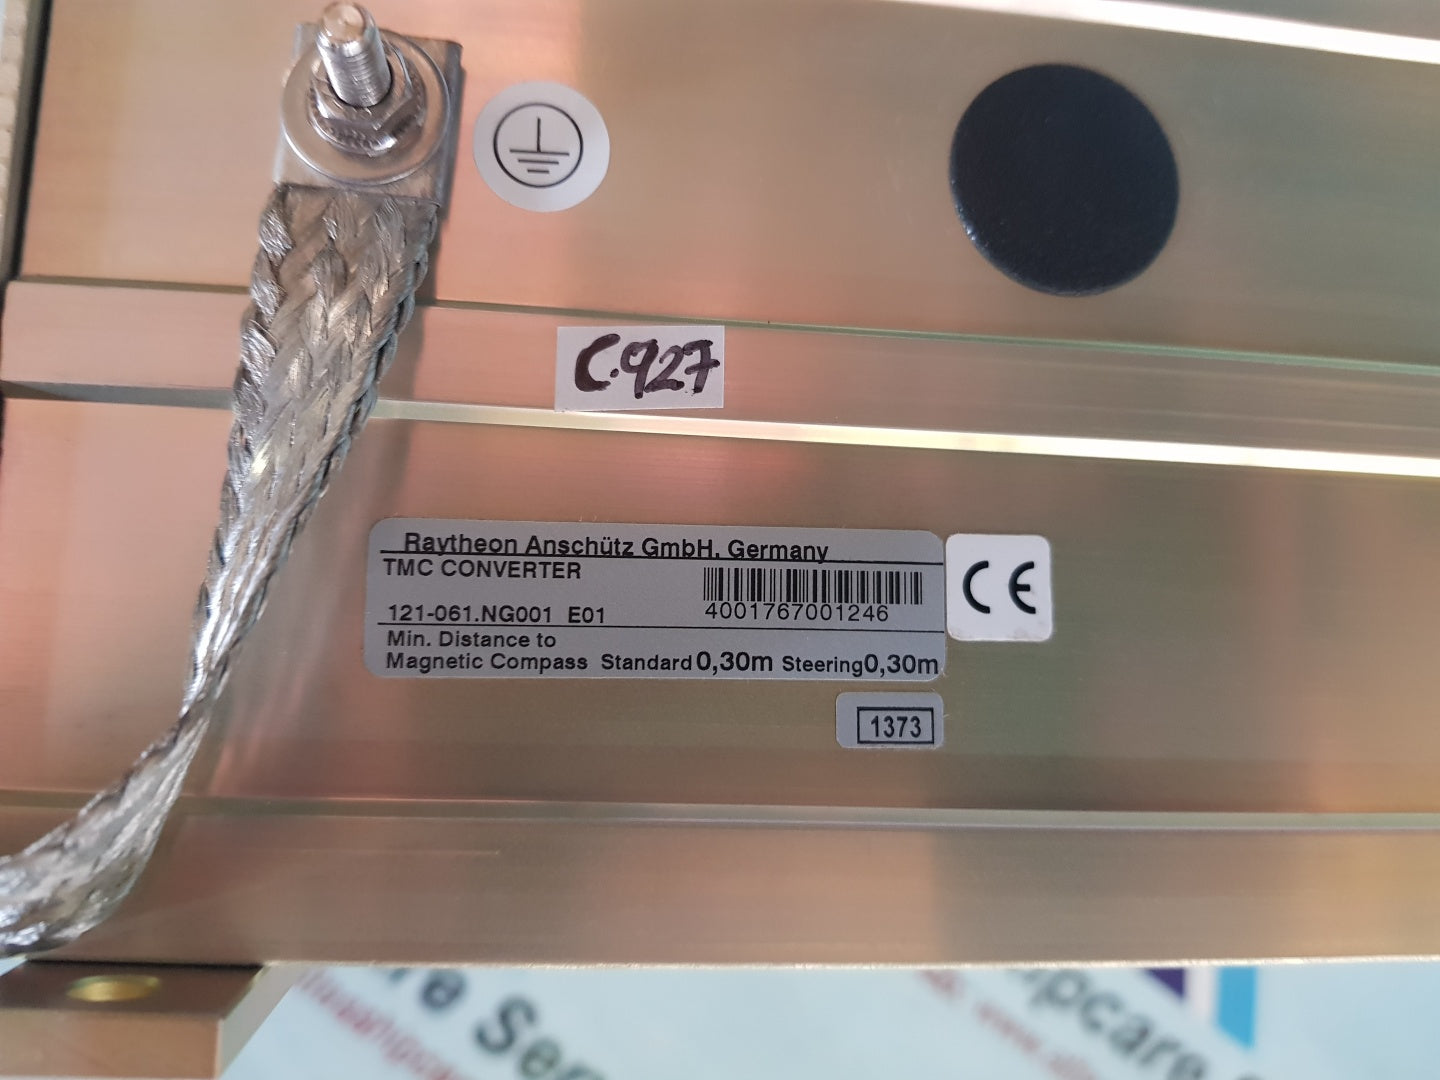 C.927
Raytheon Anschütz GmbH, Germany
TMC CONVERTER
121-061.NG001 E01
4001767001246
Min. Distance to
Magnetic Compass Standard 0,30m Steering 0,30m
CE
1373